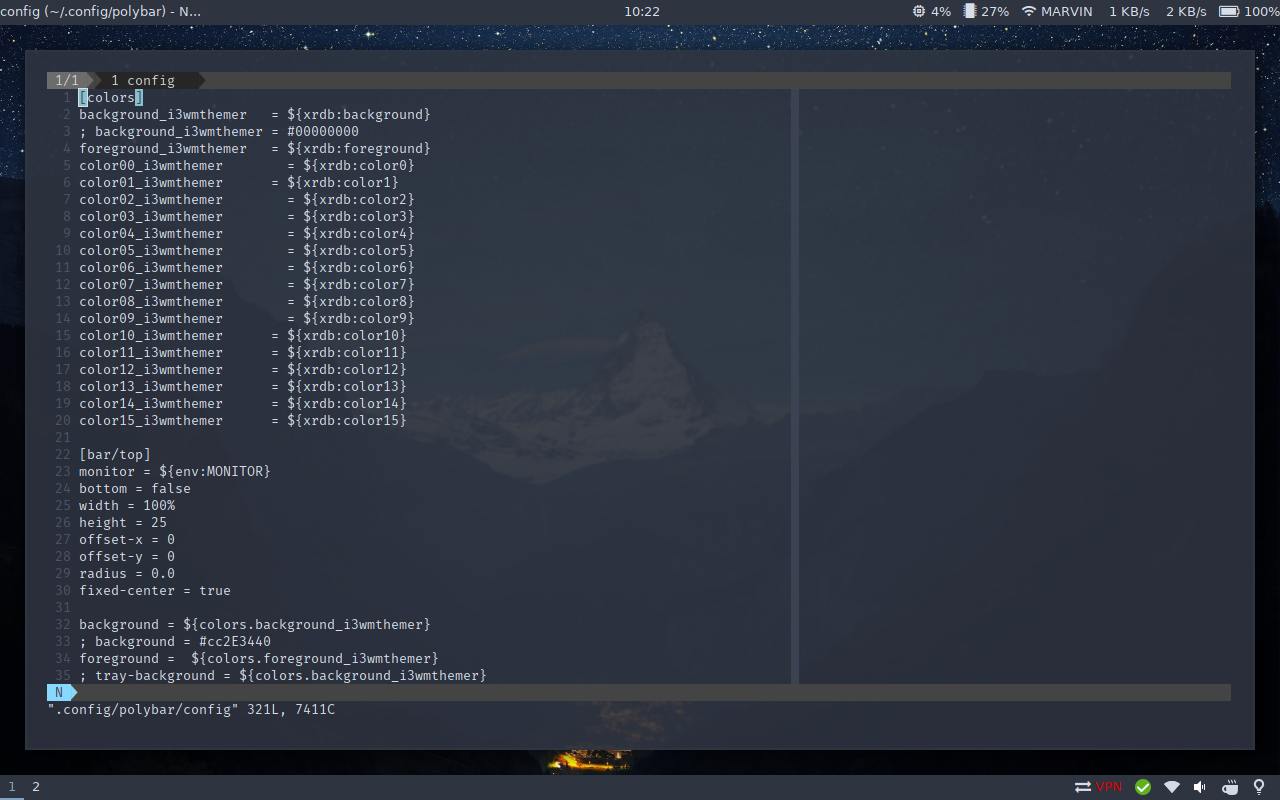 config (~/.config/polybar) - N... 10:22 4% 27% MARVIN 1 KB/s 2 KB/s 100%
1/1 1 config
1 [colors]
2 background_i3wmthemer = ${xrdb:background}
3 ; background_i3wmthemer = #00000000
4 foreground_i3wmthemer = ${xrdb:foreground}
5 color00_i3wmthemer = ${xrdb:color0}
6 color01_i3wmthemer = ${xrdb:color1}
7 color02_i3wmthemer = ${xrdb:color2}
8 color03_i3wmthemer = ${xrdb:color3}
9 color04_i3wmthemer = ${xrdb:color4}
10 color05_i3wmthemer = ${xrdb:color5}
11 color06_i3wmthemer = ${xrdb:color6}
12 color07_i3wmthemer = ${xrdb:color7}
13 color08_i3wmthemer = ${xrdb:color8}
14 color09_i3wmthemer = ${xrdb:color9}
15 color10_i3wmthemer = ${xrdb:color10}
16 color11_i3wmthemer = ${xrdb:color11}
17 color12_i3wmthemer = ${xrdb:color12}
18 color13_i3wmthemer = ${xrdb:color13}
19 color14_i3wmthemer = ${xrdb:color14}
20 color15_i3wmthemer = ${xrdb:color15}
21
22 [bar/top]
23 monitor = ${env:MONITOR}
24 bottom = false
25 width = 100%
26 height = 25
27 offset-x = 0
28 offset-y = 0
29 radius = 0.0
30 fixed-center = true
31
32 background = ${colors.background_i3wmthemer}
33 ; background = #cc2E3440
34 foreground = ${colors.foreground_i3wmthemer}
35 ; tray-background = ${colors.background_i3wmthemer}
N
".config/polybar/config" 321L, 7411C
1 2 VPN